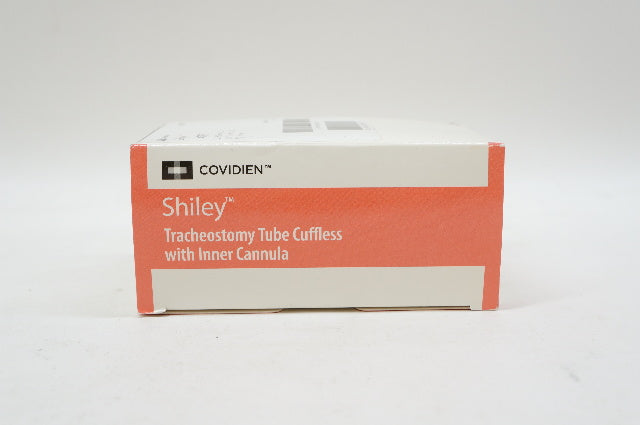 COVIDIEN™
Shiley™
Tracheostomy Tube Cuffless
with Inner Cannula